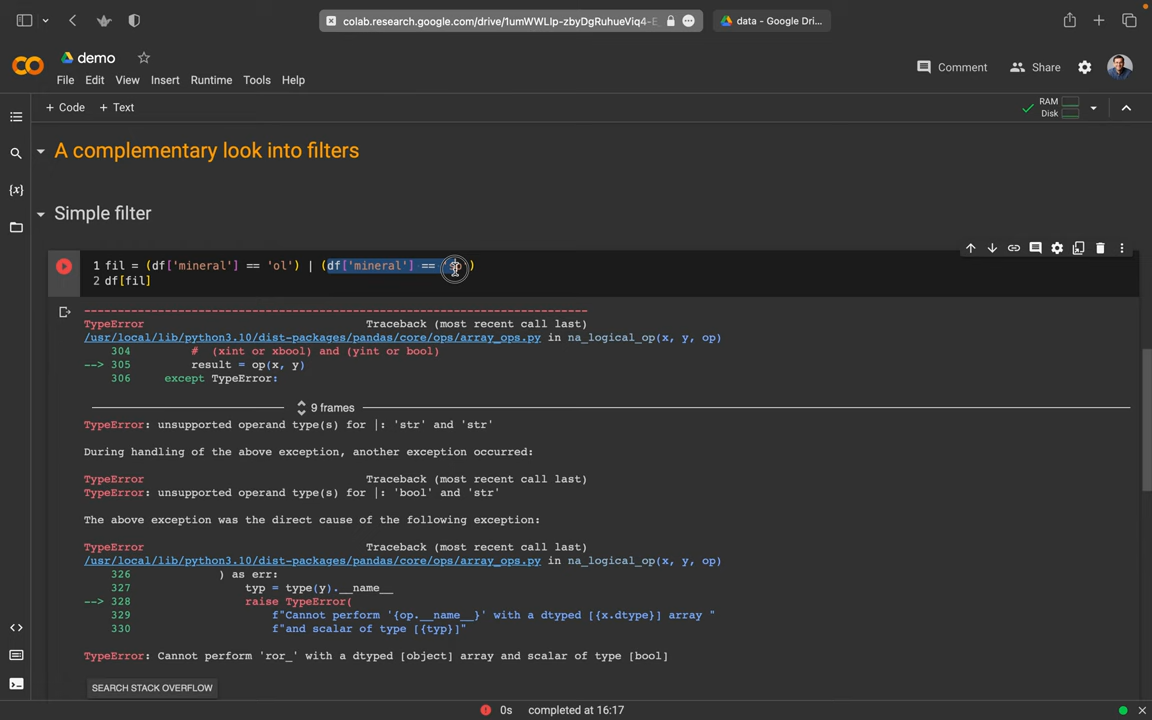 colab.research.google.com/drive/1umWWLlp-zbyDgRuhueViq4-E
data - Google Dri...
demo
Comment
Share
File Edit View Insert Runtime Tools Help
+ Code + Text
RAM
Disk
A complementary look into filters
Simple filter
1 fil = (df['mineral'] == 'ol') | (df['mineral'] == 'sp')
2 df[fil]
---------------------------------------------------------------------------
TypeError Traceback (most recent call last)
/usr/local/lib/python3.10/dist-packages/pandas/core/ops/array_ops.py in na_logical_op(x, y, op)
304 # (xint or xbool) and (yint or bool)
--> 305 result = op(x, y)
306 except TypeError:
9 frames
TypeError: unsupported operand type(s) for |: 'str' and 'str'
During handling of the above exception, another exception occurred:
TypeError Traceback (most recent call last)
TypeError: unsupported operand type(s) for |: 'bool' and 'str'
The above exception was the direct cause of the following exception:
TypeError Traceback (most recent call last)
/usr/local/lib/python3.10/dist-packages/pandas/core/ops/array_ops.py in na_logical_op(x, y, op)
326 ) as err:
327 typ = type(y).__name__
--> 328 raise TypeError(
329 f"Cannot perform '{op.__name__}' with a dtyped [{x.dtype}] array "
330 f"and scalar of type [{typ}]"
TypeError: Cannot perform 'ror_' with a dtyped [object] array and scalar of type [bool]
SEARCH STACK OVERFLOW
0s completed at 16:17